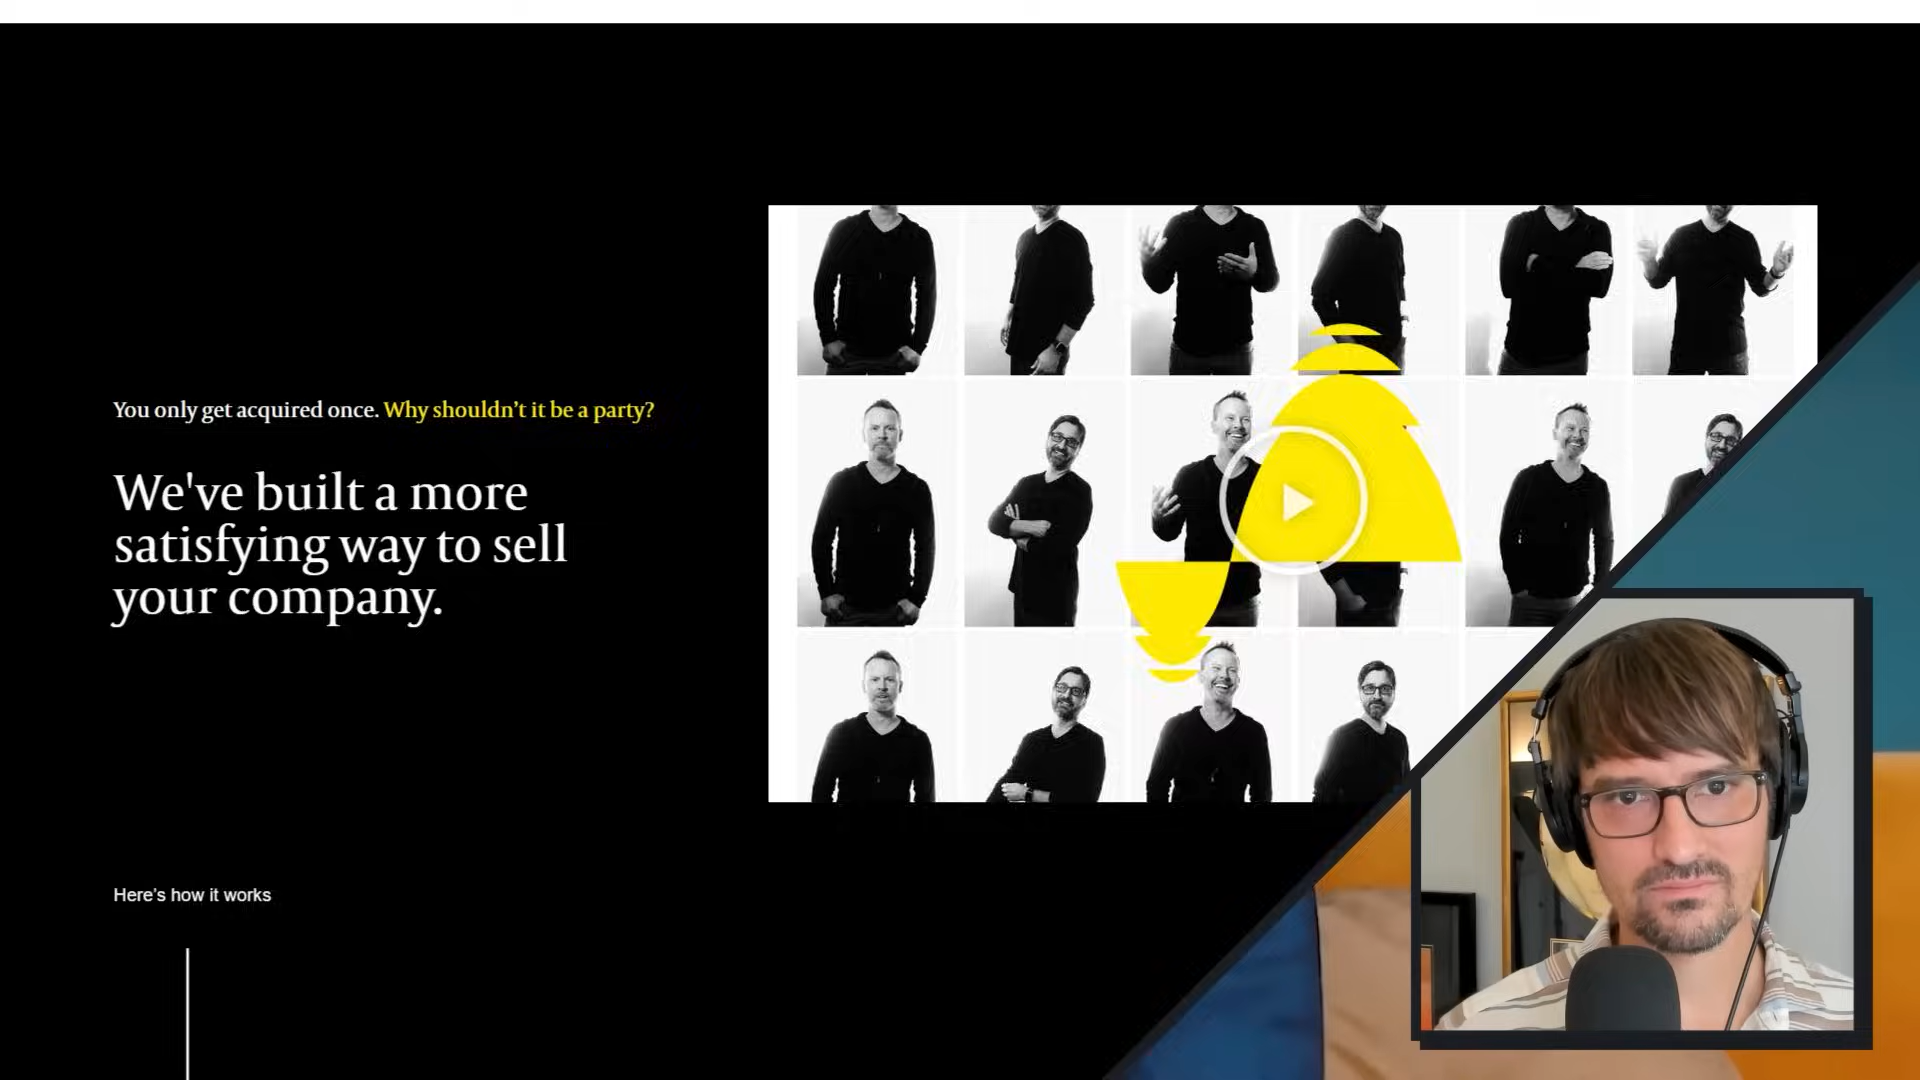 You only get acquired once. Why shouldn’t it be a party?
We've built a more
satisfying way to sell
your company.
Here’s how it works